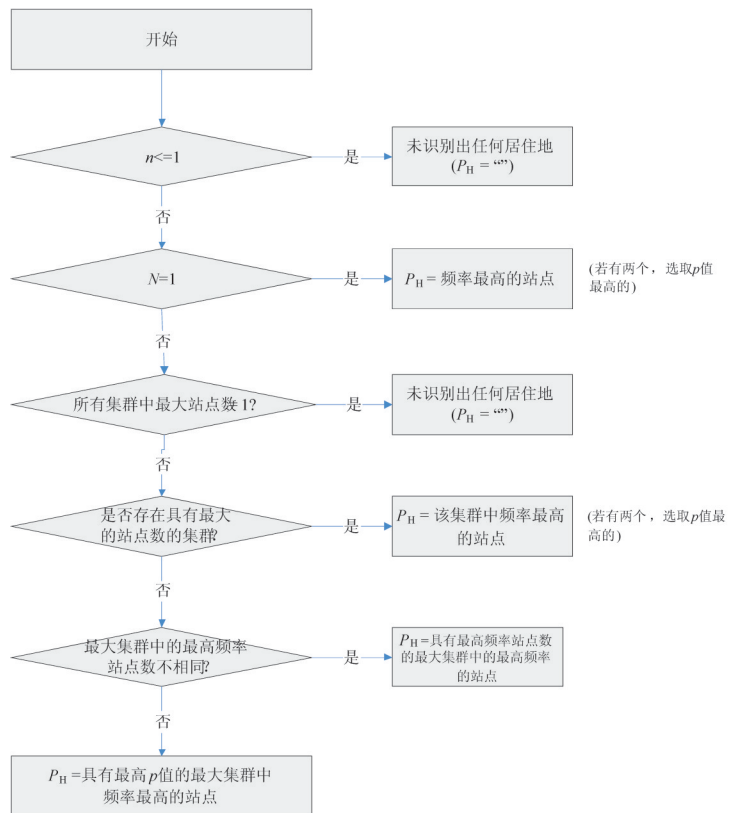 开始
n<=1
是
未识别出任何居住地
(PH = “”)
否
N=1
是
PH = 频率最高的站点
(若有两个，选取p值
最高的)
否
所有集群中最大站点数=1?
是
未识别出任何居住地
(PH = “”)
否
是否存在具有最大
的站点数的集群?
是
PH = 该集群中频率最高
的站点
(若有两个，选取p值最
高的)
否
最大集群中的最高频率
站点数不相同?
是
PH =具有最高频率站点数
的最大集群中的最高频率
的站点
否
PH =具有最高p值的最大集群中
频率最高的站点